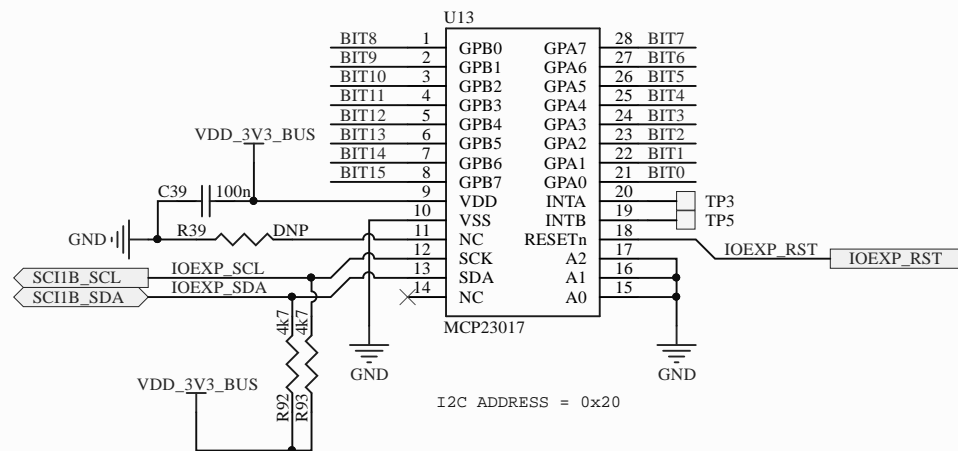 U13
BIT8 1 GPB0 GPA7 28 BIT7
BIT9 2 GPB1 GPA6 27 BIT6
BIT10 3 GPB2 GPA5 26 BIT5
BIT11 4 GPB3 GPA4 25 BIT4
BIT12 5 GPB4 GPA3 24 BIT3
BIT13 6 GPB5 GPA2 23 BIT2
BIT14 7 GPB6 GPA1 22 BIT1
BIT15 8 GPB7 GPA0 21 BIT0
VDD_3V3_BUS
C39 100n 9 VDD INTA 20 TP3
10 VSS INTB 19 TP5
GND R39 DNP 11 NC RESETn 18 IOEXP_RST IOEXP_RST
SCI1B_SCL IOEXP_SCL 12 SCK A2 17
SCI1B_SDA IOEXP_SDA 13 SDA A1 16
14 NC A0 15
MCP23017
4k7 4k7
GND GND
VDD_3V3_BUS
R92 R93
I2C ADDRESS = 0x20